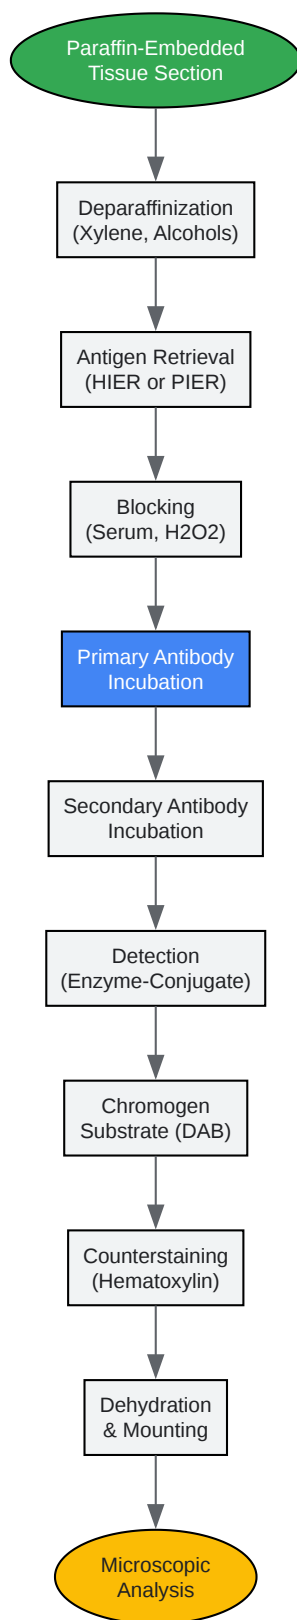 Paraffin-Embedded
Tissue Section
Deparaffinization
(Xylene, Alcohols)
Antigen Retrieval
(HIER or PIER)
Blocking
(Serum, H2O2)
Primary Antibody
Incubation
Secondary Antibody
Incubation
Detection
(Enzyme-Conjugate)
Chromogen
Substrate (DAB)
Counterstaining
(Hematoxylin)
Dehydration
& Mounting
Microscopic
Analysis